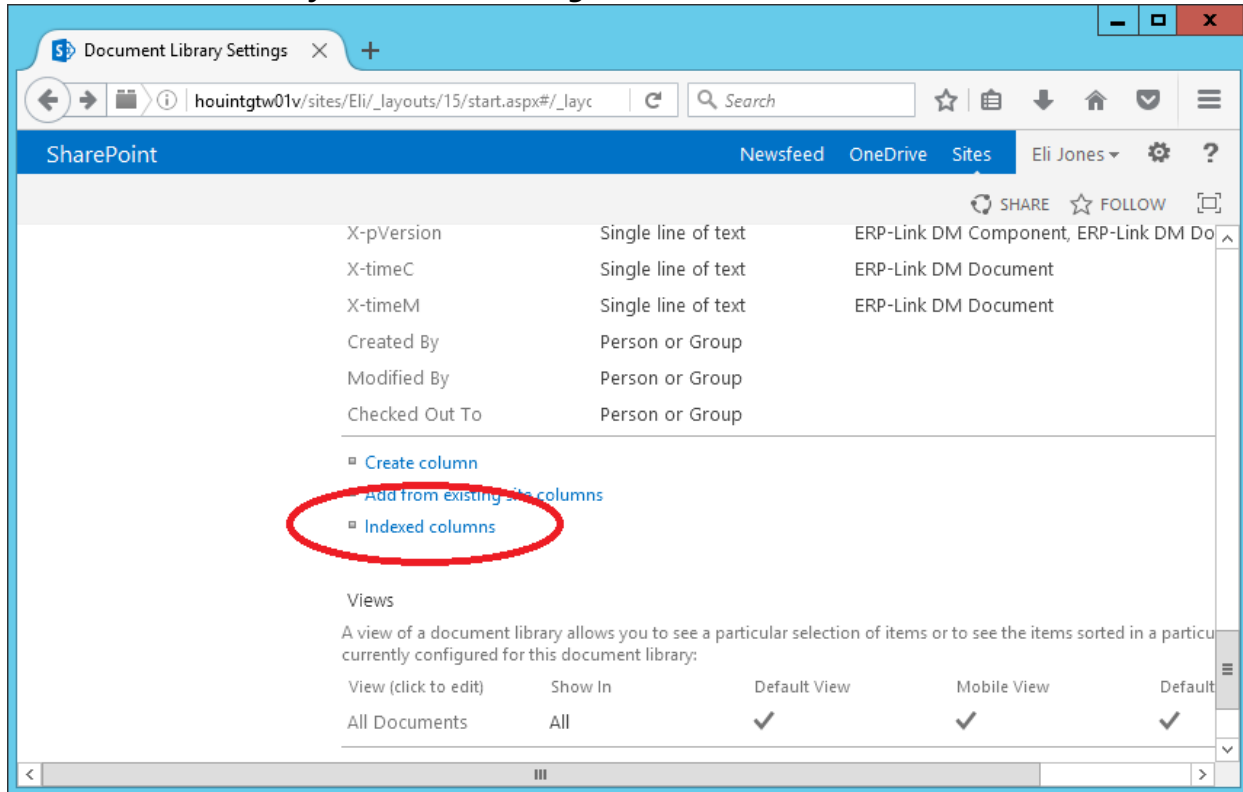 Document Library Settings
houintgtw01v/sites/Eli/_layouts/15/start.aspx#/_layc Search
SharePoint Newsfeed OneDrive Sites Eli Jones ?
SHARE FOLLOW
X-pVersion Single line of text ERP-Link DM Component, ERP-Link DM Do
X-timeC Single line of text ERP-Link DM Document
X-timeM Single line of text ERP-Link DM Document
Created By Person or Group
Modified By Person or Group
Checked Out To Person or Group
Create column
Add from existing site columns
Indexed columns
Views
A view of a document library allows you to see a particular selection of items or to see the items sorted in a particu
currently configured for this document library:
View (click to edit) Show In Default View Mobile View Default
All Documents All